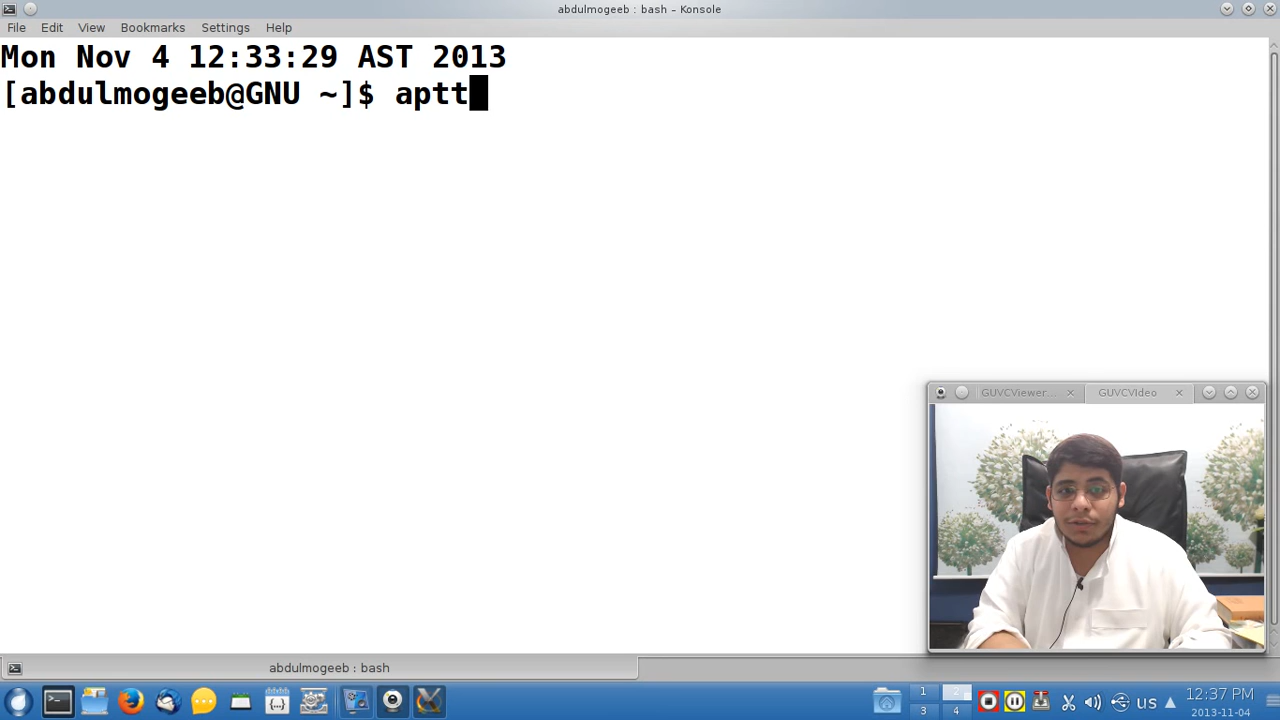 abdulmogeeb : bash – Konsole
File Edit View Bookmarks Settings Help
Mon Nov 4 12:33:29 AST 2013
[abdulmogeeb@GNU ~]$ aptt
GUVCViewer... GUVCVideo
abdulmogeeb : bash
1 2 3 4
us
12:37 PM
2013-11-04